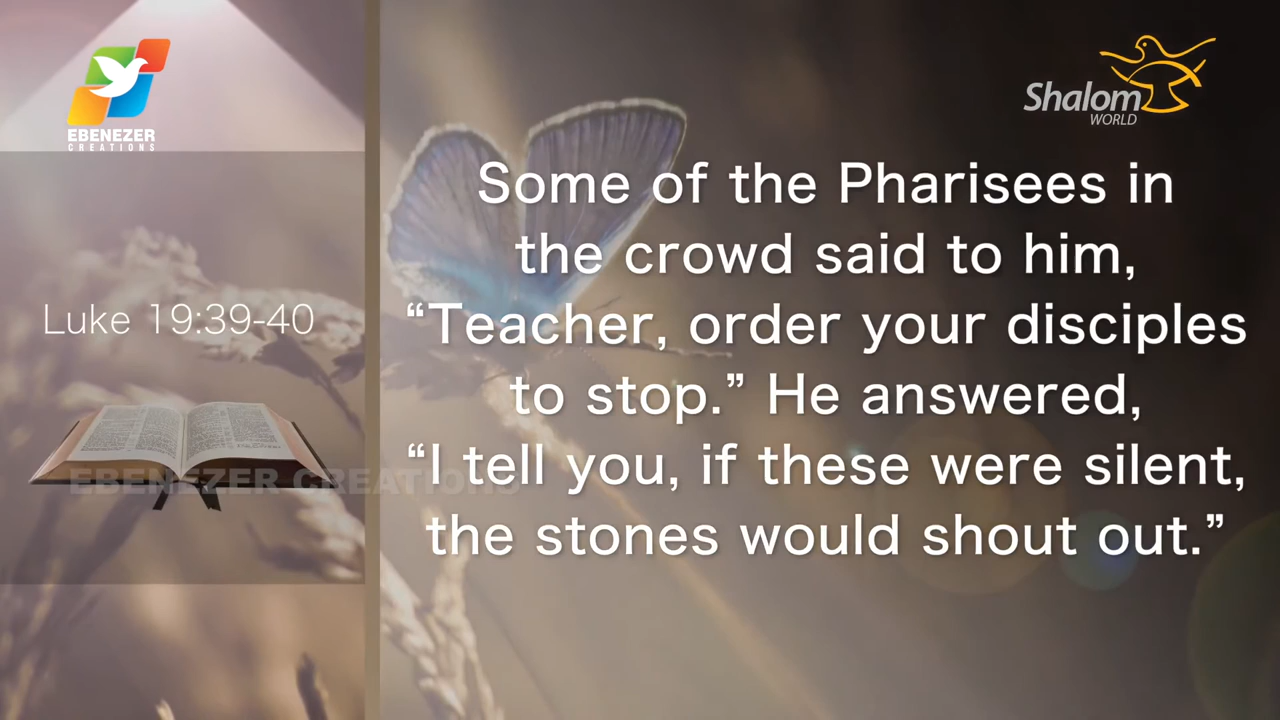 EBENEZER
CREATIONS
Shalom
WORLD
Luke 19:39-40
Some of the Pharisees in
the crowd said to him,
“Teacher, order your disciples
to stop.” He answered,
“I tell you, if these were silent,
the stones would shout out.”
EBENEZER CREATIONS